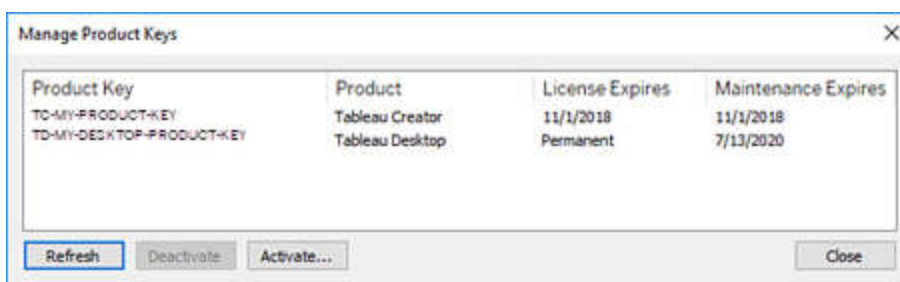 Manage Product Keys
Product Key Product License Expires Maintenance Expires
TC-MY-PRODUCT-KEY Tableau Creator 11/1/2018 11/1/2018
TD-MY-DESKTOP-PRODUCT-KEY Tableau Desktop Permanent 7/13/2020
Refresh Deactivate Activate... Close